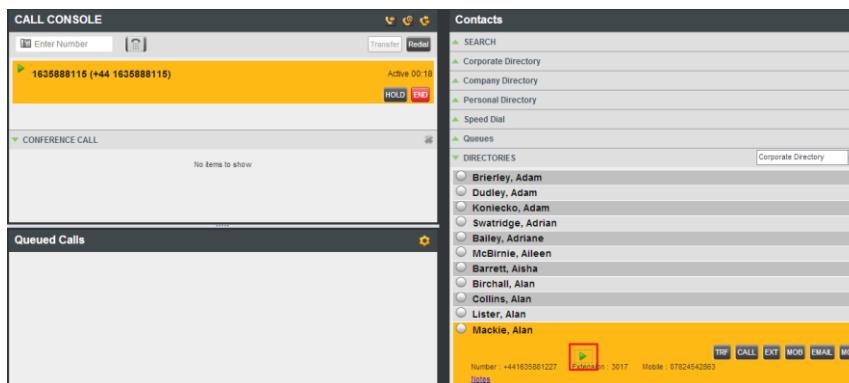 CALL CONSOLE
Enter Number
Transfer
Redial
1635888115 (+44 1635888115)
Active 00:18
HOLD
END
CONFERENCE CALL
No items to show
Queued Calls
Contacts
SEARCH
Corporate Directory
Company Directory
Personal Directory
Speed Dial
Queues
DIRECTORIES
Corporate Directory
Brierley, Adam
Dudley, Adam
Koniecko, Adam
Swatridge, Adrian
Bailey, Adriane
McBirnie, Aileen
Barrett, Aisha
Birchall, Alan
Collins, Alan
Lister, Alan
Mackie, Alan
TRF CALL EXT MOB EMAIL
Number : +441635881227 Extension : 3017 Mobile : 07824542863
Notes